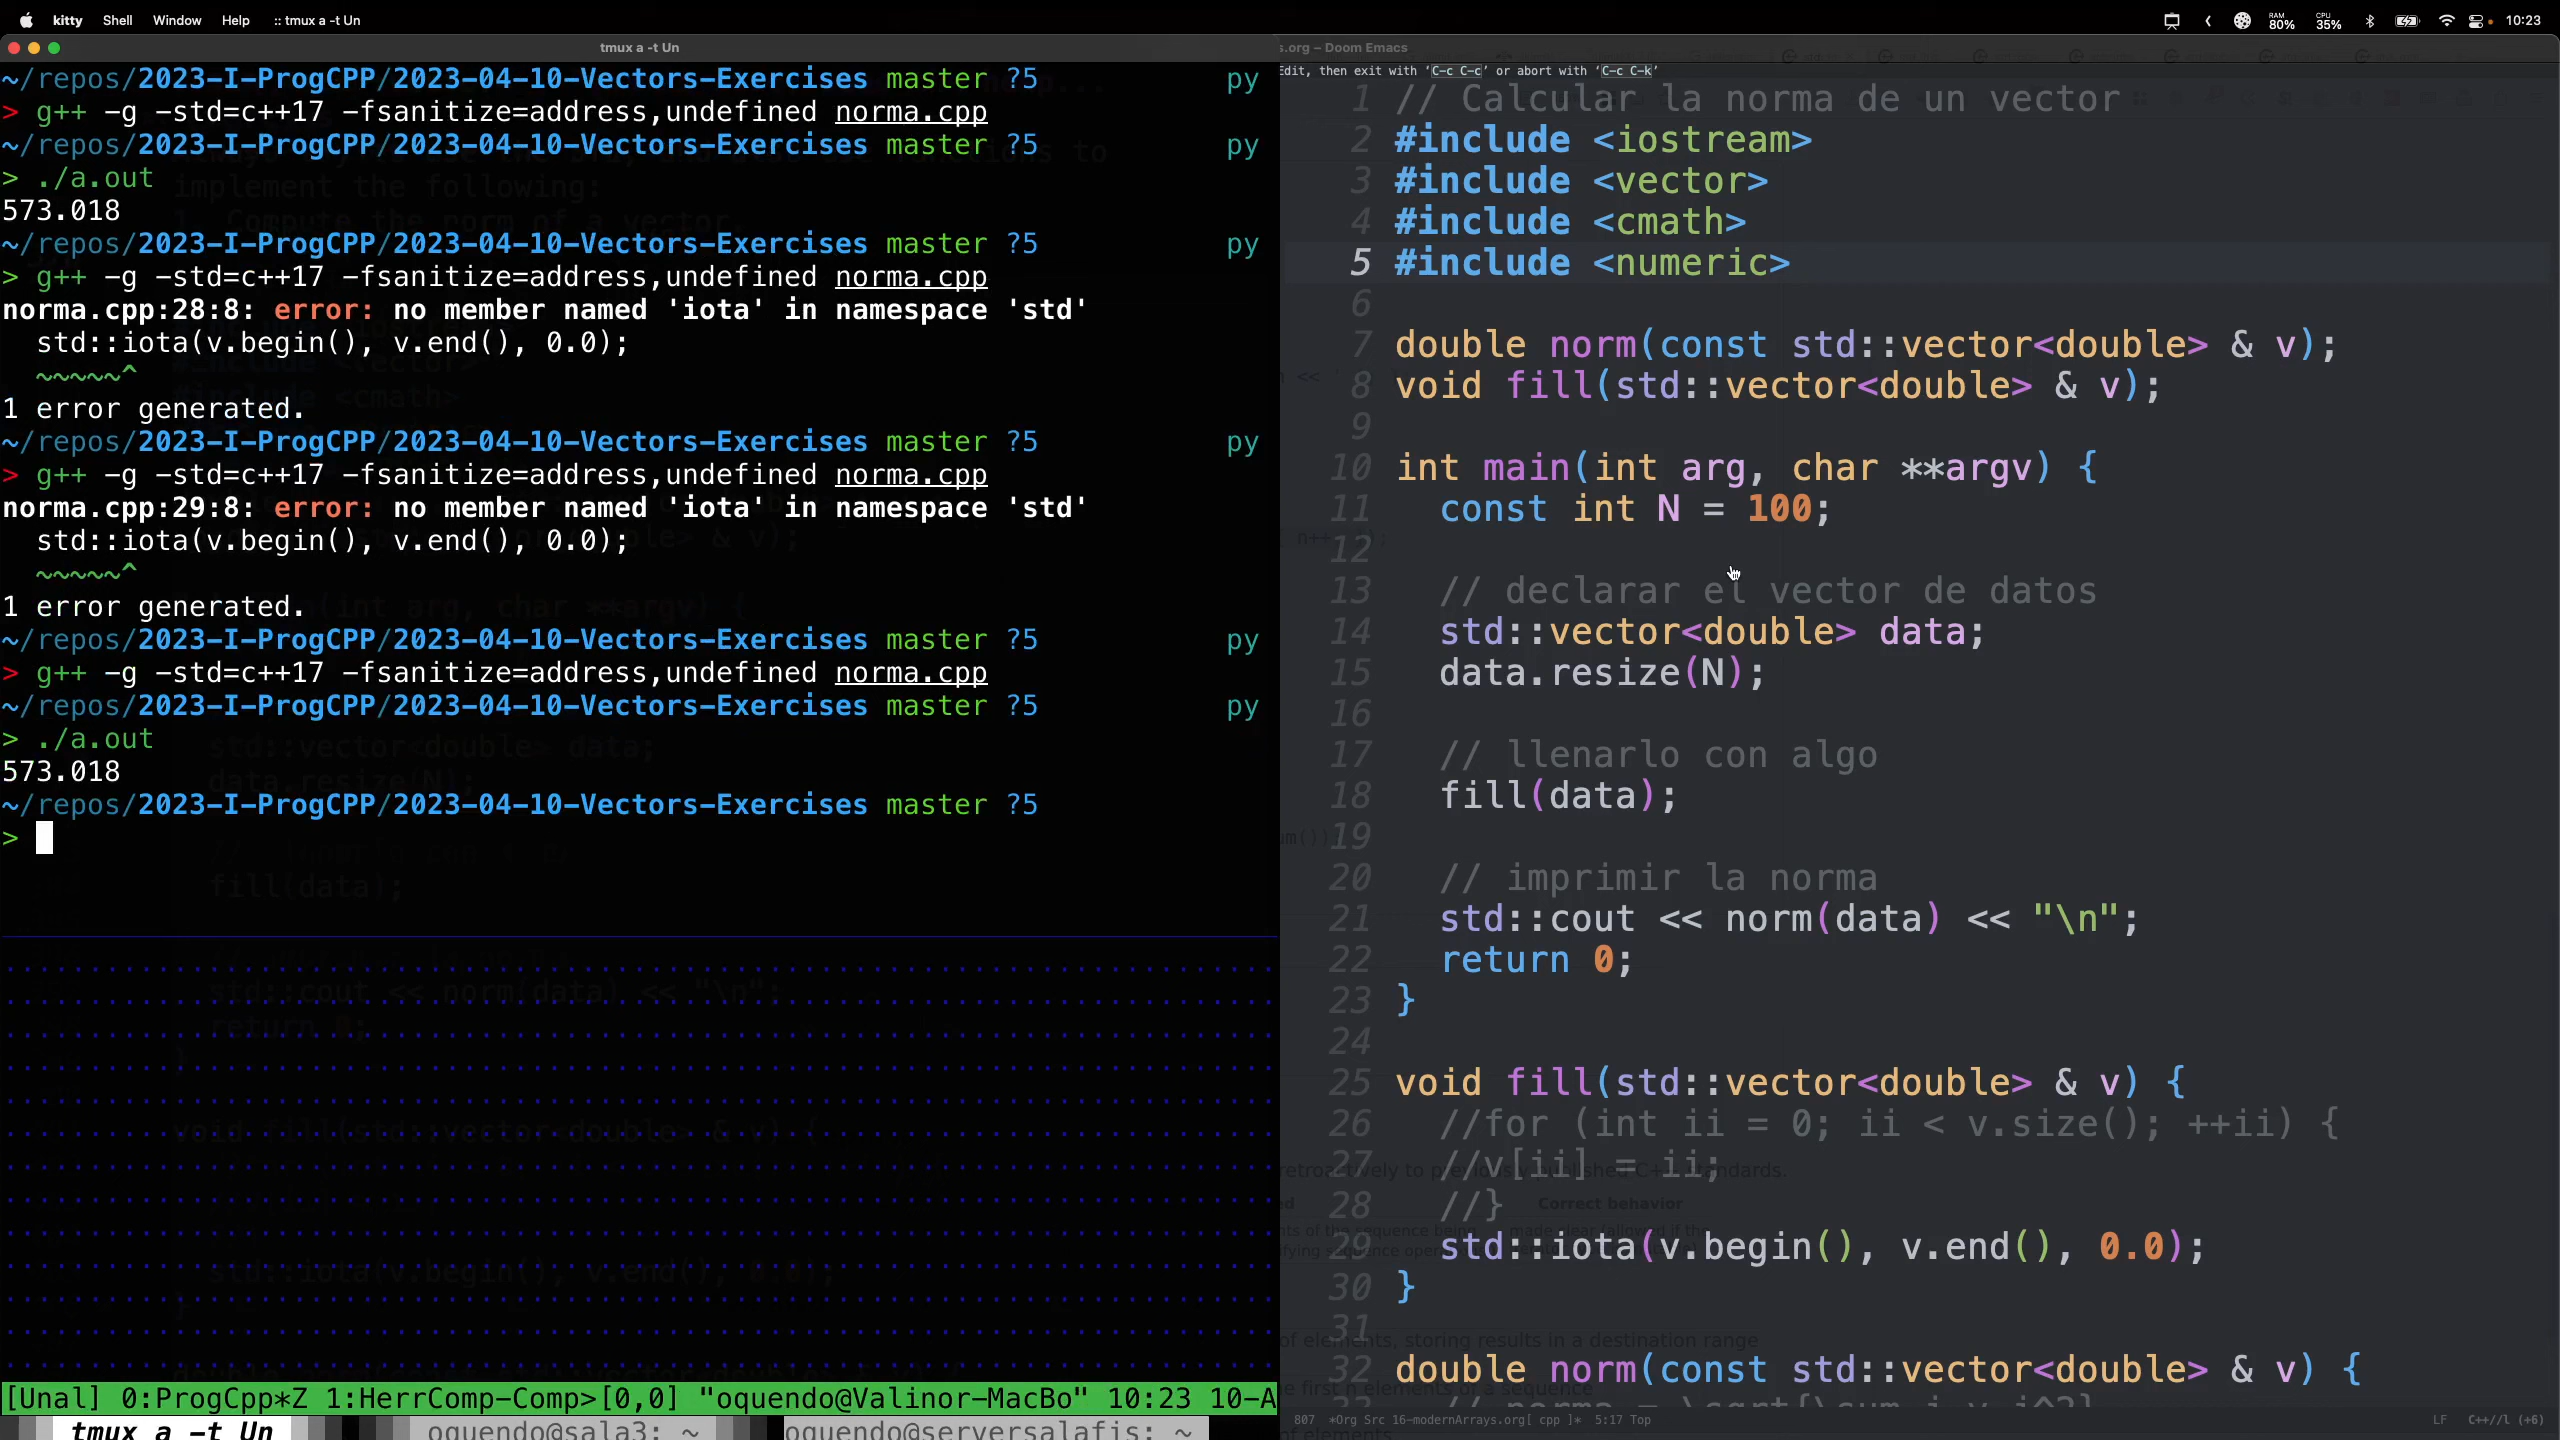 kitty Shell Window Help :: tmux a -t Un RAM 80% CPU 35% 10:23
tmux a -t Un
~/repos/2023-I-ProgCPP/2023-04-10-Vectors-Exercises master ?5 py
> g++ -g -std=c++17 -fsanitize=address,undefined norma.cpp
~/repos/2023-I-ProgCPP/2023-04-10-Vectors-Exercises master ?5 py
> ./a.out
573.018
~/repos/2023-I-ProgCPP/2023-04-10-Vectors-Exercises master ?5 py
> g++ -g -std=c++17 -fsanitize=address,undefined norma.cpp
norma.cpp:28:8: error: no member named 'iota' in namespace 'std'
std::iota(v.begin(), v.end(), 0.0);
~~~~~^
1 error generated.
~/repos/2023-I-ProgCPP/2023-04-10-Vectors-Exercises master ?5 py
> g++ -g -std=c++17 -fsanitize=address,undefined norma.cpp
norma.cpp:29:8: error: no member named 'iota' in namespace 'std'
std::iota(v.begin(), v.end(), 0.0);
~~~~~^
1 error generated.
~/repos/2023-I-ProgCPP/2023-04-10-Vectors-Exercises master ?5 py
> g++ -g -std=c++17 -fsanitize=address,undefined norma.cpp
~/repos/2023-I-ProgCPP/2023-04-10-Vectors-Exercises master ?5 py
> ./a.out
573.018
~/repos/2023-I-ProgCPP/2023-04-10-Vectors-Exercises master ?5
>
[Unal] 0:ProgCpp*Z 1:HerrComp-Comp>[0,0] "oquendo@Valinor-MacBo" 10:23 10-A
tmux a -t Un oquendo@sala3: ~ oquendo@serversalafis: ~
s.org – Doom Emacs
Edit, then exit with ‘C-c C-c’ or abort with ‘C-c C-k’
1 // Calcular la norma de un vector
2 #include <iostream>
3 #include <vector>
4 #include <cmath>
5 #include <numeric>
6
7 double norm(const std::vector<double> & v);
8 void fill(std::vector<double> & v);
9
10 int main(int arg, char **argv) {
11 const int N = 100;
12
13 // declarar el vector de datos
14 std::vector<double> data;
15 data.resize(N);
16
17 // llenarlo con algo
18 fill(data);
19
20 // imprimir la norma
21 std::cout << norm(data) << "\n";
22 return 0;
23 }
24
25 void fill(std::vector<double> & v) {
26 //for (int ii = 0; ii < v.size(); ++ii) {
27 //v[ii] = ii;
28 //}
29 std::iota(v.begin(), v.end(), 0.0);
30 }
31
32 double norm(const std::vector<double> & v) {
807 *Org Src 16-modernArrays.org[ cpp ]* 5:17 Top LF C++//l (+6)